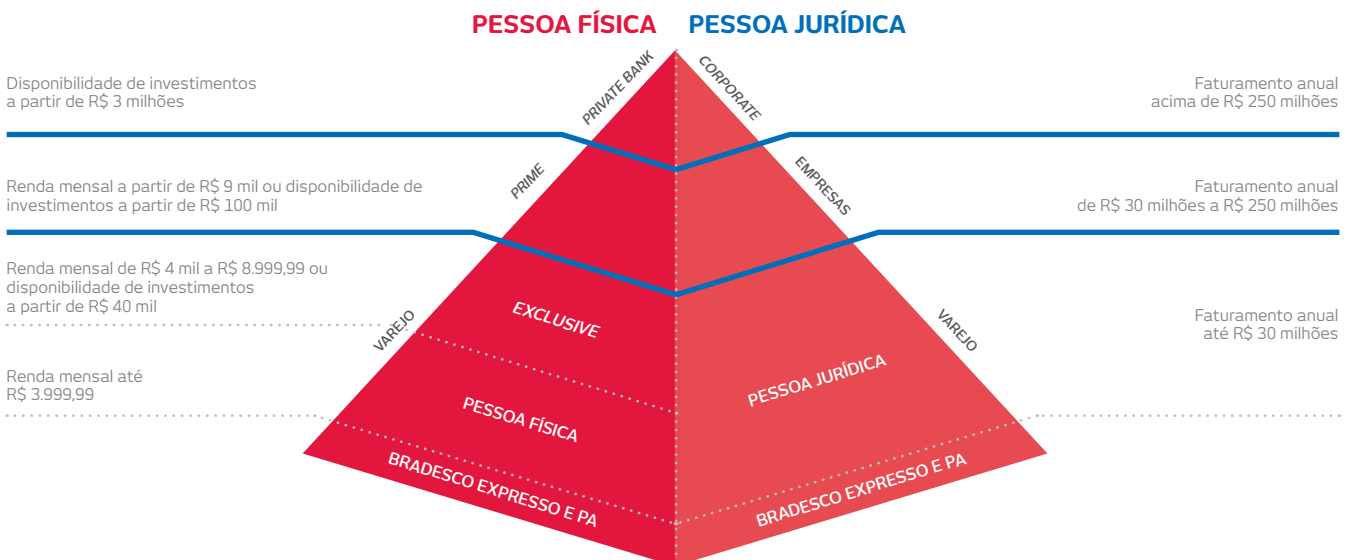 PESSOA FÍSICA
PESSOA JURÍDICA
Disponibilidade de investimentos
a partir de R$ 3 milhões
PRIVATE BANK
CORPORATE
Faturamento anual
acima de R$ 250 milhões
Renda mensal a partir de R$ 9 mil ou disponibilidade de
investimentos a partir de R$ 100 mil
PRIME
EMPRESAS
Faturamento anual
de R$ 30 milhões a R$ 250 milhões
Renda mensal de R$ 4 mil a R$ 8.999,99 ou
disponibilidade de investimentos
a partir de R$ 40 mil
VAREJO
EXCLUSIVE
VAREJO
Faturamento anual
até R$ 30 milhões
Renda mensal até
R$ 3.999,99
PESSOA FÍSICA
PESSOA JURÍDICA
BRADESCO EXPRESSO E PA
BRADESCO EXPRESSO E PA